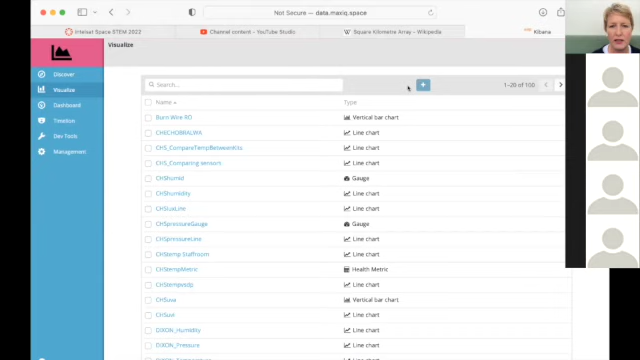 Not Secure — data.maxiq.space
Intelsat Space STEM 2022
Channel content - YouTube Studio
Square Kilometre Array - Wikipedia
Kibana
Visualize
Discover
Visualize
Dashboard
Timelion
Dev Tools
Management
Search...
1–20 of 100
Name
Type
Burn Wire RO
Vertical bar chart
CHECHOBRALWA
Line chart
CHS_CompareTempBetweenKits
Line chart
CHS_Comparing sensors
Line chart
CHShumid
Gauge
CHShumidity
Line chart
CHSluxLine
Line chart
CHSpressureGauge
Gauge
CHSpressureLine
Line chart
CHStemp Staffroom
Line chart
CHStempMetric
Health Metric
Line chart
CHSuva
Vertical bar chart
CHSuvi
Line chart
DIXON_Humidity
Line chart
DIXON_Pressure
Line chart